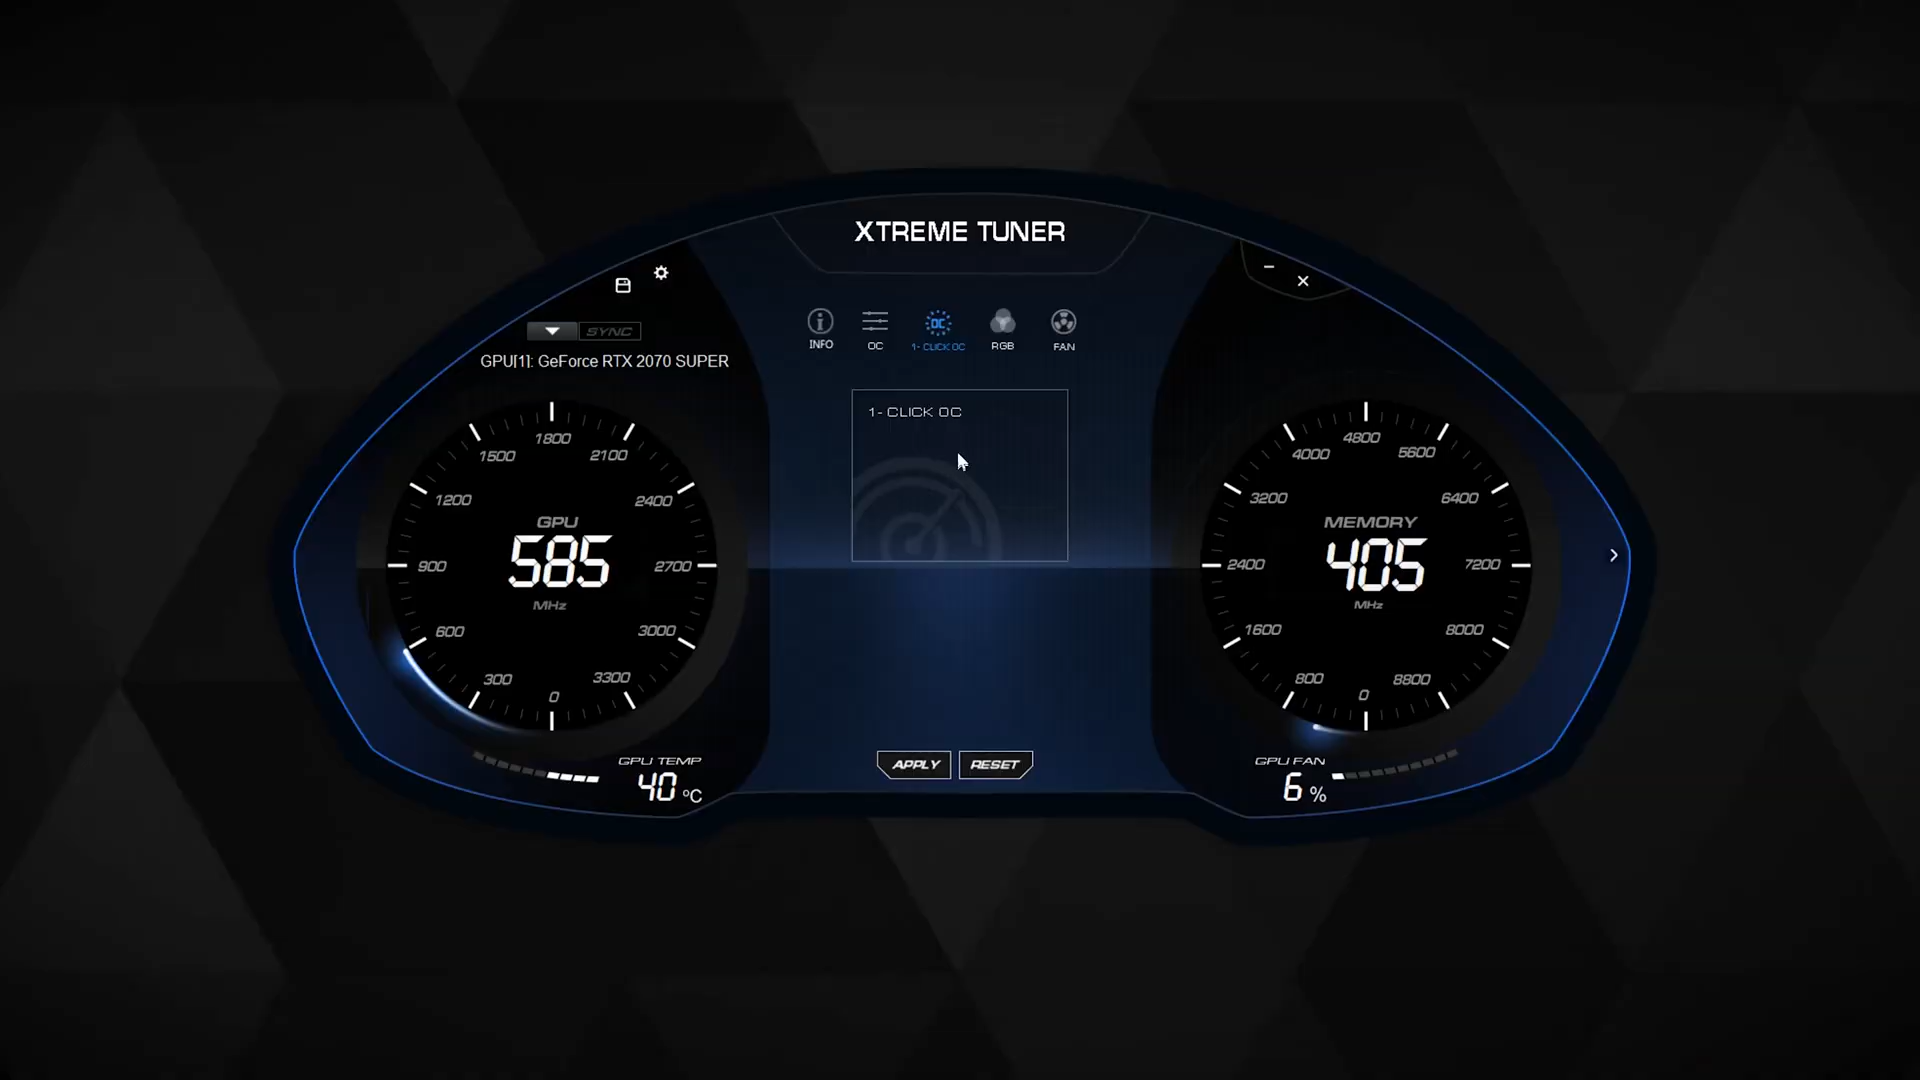 XTREME TUNER
SYNC
GPU[1]: GeForce RTX 2070 SUPER
INFO
OC
OC
1- CLICK OC
RGB
FAN
1- CLICK OC
1800
1500
2100
1200
2400
GPU
585
MHz
900
2700
600
3000
300
3300
0
4800
4000
5600
3200
6400
MEMORY
405
MHz
2400
7200
1600
8000
800
8800
0
GPU TEMP
40 °C
APPLY
RESET
GPU FAN
6 %